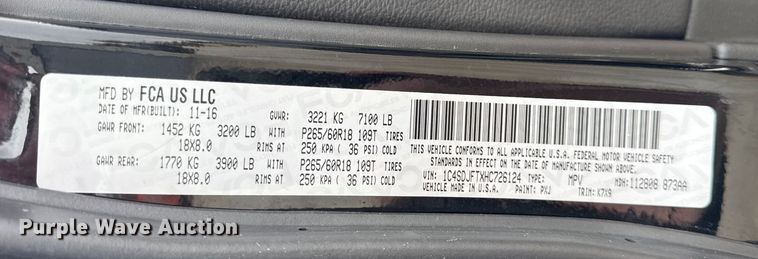 MFD BY FCA US LLC
DATE OF MFR(BUILT): 11-16 GVWR: 3221 KG 7100 LB
GAWR FRONT: 1452 KG 3200 LB WITH P265/60R18 109T TIRES
18X8.0 RIMS AT 250 KPA ( 36 PSI) COLD
GAWR REAR: 1770 KG 3900 LB WITH P265/60R18 109T TIRES
18X8.0 RIMS AT 250 KPA ( 36 PSI) COLD
THIS VEHICLE CONFORMS TO ALL APPLICABLE U.S.A. FEDERAL MOTOR VEHICLE
SAFETY STANDARDS IN EFFECT ON THE DATE OF MANUFACTURE SHOWN ABOVE.
VIN: 1C4SDJFTXHC726124 TYPE: MPV MDH: 112808 873AA
VEHICLE MADE IN U.S.A. PAINT: PXJ TRIM: K7X9
Purple Wave Auction